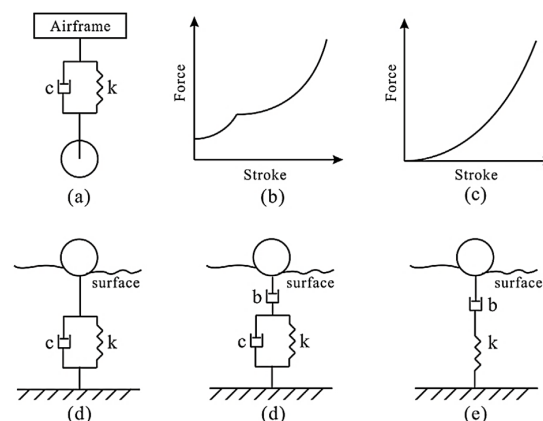 Airframe
c k
(a)
Force
Stroke
(b)
Force
Stroke
(c)
surface
c k
(d)
surface
b
c k
(d)
surface
b
k
(e)